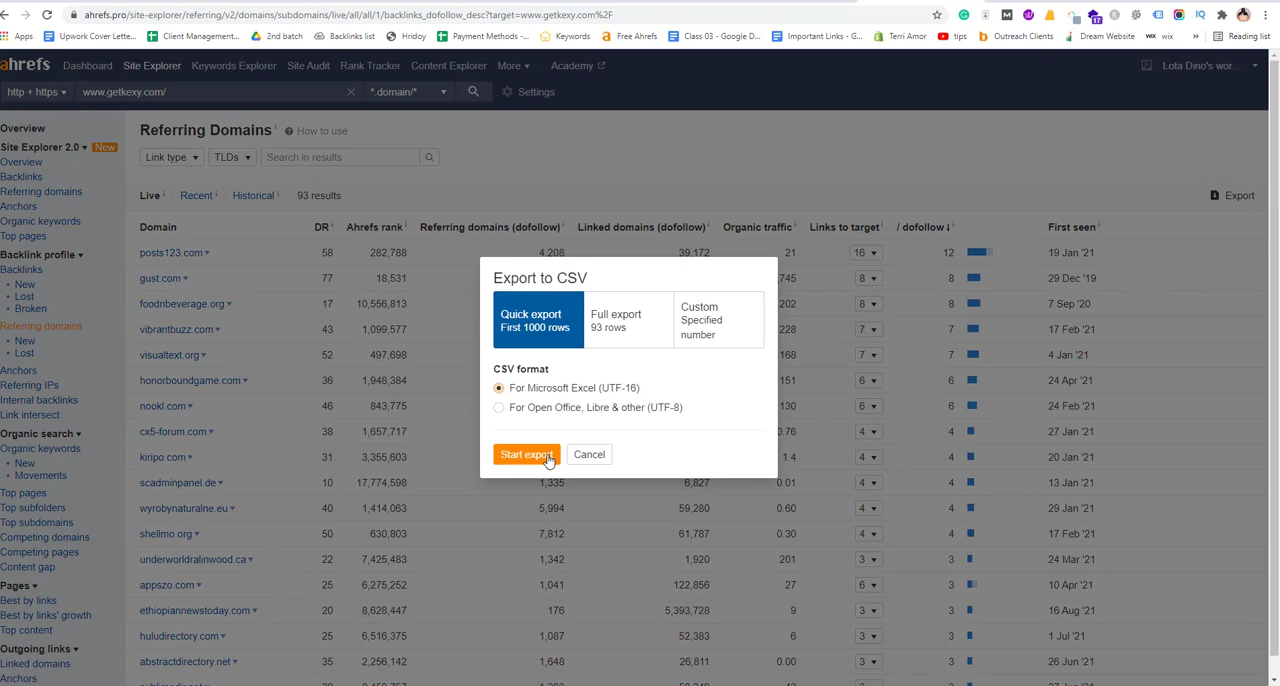 ahrefs.pro/site-explorer/referring/v2/domains/subdomains/live/all/all/1/backlinks_dofollow_desc?target=www.getkexy.com%2F
Apps Upwork Cover Lette... Client Management... 2nd batch Backlinks list Hridoy Payment Methods -... Keywords Free Ahrefs Class 01 - Google D... Important Links - G... Terri Amor tips Outreach Clients Dream Website WIX wix » Reading list
ahrefs Dashboard Site Explorer Keywords Explorer Site Audit Rank Tracker Content Explorer More Academy Lota Dino's wor...
http + https www.getkexy.com/ *.domain/* Settings
Overview
Site Explorer 2.0 New
Overview
Backlinks
Referring domains
Anchors
Organic keywords
Top pages
Backlink profile
Backlinks
• New
• Lost
• Broken
Referring domains
• New
• Lost
Anchors
Referring IPs
Internal backlinks
Link intersect
Organic search
Organic keywords
• New
• Movements
Top pages
Top subfolders
Top subdomains
Competing domains
Competing pages
Content gap
Pages
Best by links
Best by links' growth
Top content
Outgoing links
Linked domains
Anchors
Referring Domains How to use
Link type TLDs Search in results
Live Recent Historical 93 results Export
Domain DR Ahrefs rank Referring domains (dofollow) Linked domains (dofollow) Organic traffic Links to target / dofollow First seen
posts123.com 58 282,788 4,208 39,172 21 16 12 19 Jan '21
gust.com 77 18,531 745 8 8 29 Dec '19
foodnbeverage.org 17 10,556,813 202 8 8 7 Sep '20
vibrantbuzz.com 43 1,099,577 228 7 7 17 Feb '21
visualtext.org 52 497,698 168 7 7 4 Jan '21
honorboundgame.com 36 1,948,384 151 6 6 24 Apr '21
nookl.com 46 843,775 130 6 6 24 Feb '21
cx5-forum.com 38 1,657,717 0.76 4 4 27 Jan '21
kiripo.com 31 3,355,603 1.4 4 4 20 Jan '21
scadminpanel.de 10 17,774,598 1,335 6,827 0.01 4 4 13 Jan '21
wyrobynaturalne.eu 40 1,414,063 5,994 59,280 0.60 4 4 29 Jan '21
shellmo.org 50 630,803 7,812 61,787 0.30 4 4 17 Feb '21
underworldralinwood.ca 22 7,425,483 1,342 1,920 201 3 3 24 Mar '21
appszo.com 25 6,275,252 1,041 122,856 27 6 3 10 Apr '21
ethiopiannewstoday.com 20 8,628,447 176 5,393,728 9 3 3 16 Aug '21
huludirectory.com 25 6,516,375 1,087 52,383 6 3 3 1 Jul '21
abstractdirectory.net 35 2,256,142 1,648 26,811 0.00 3 3 26 Jun '21
Export to CSV
Quick export
First 1000 rows
Full export
93 rows
Custom
Specified
number
CSV format
For Microsoft Excel (UTF-16)
For Open Office, Libre & other (UTF-8)
Start export Cancel